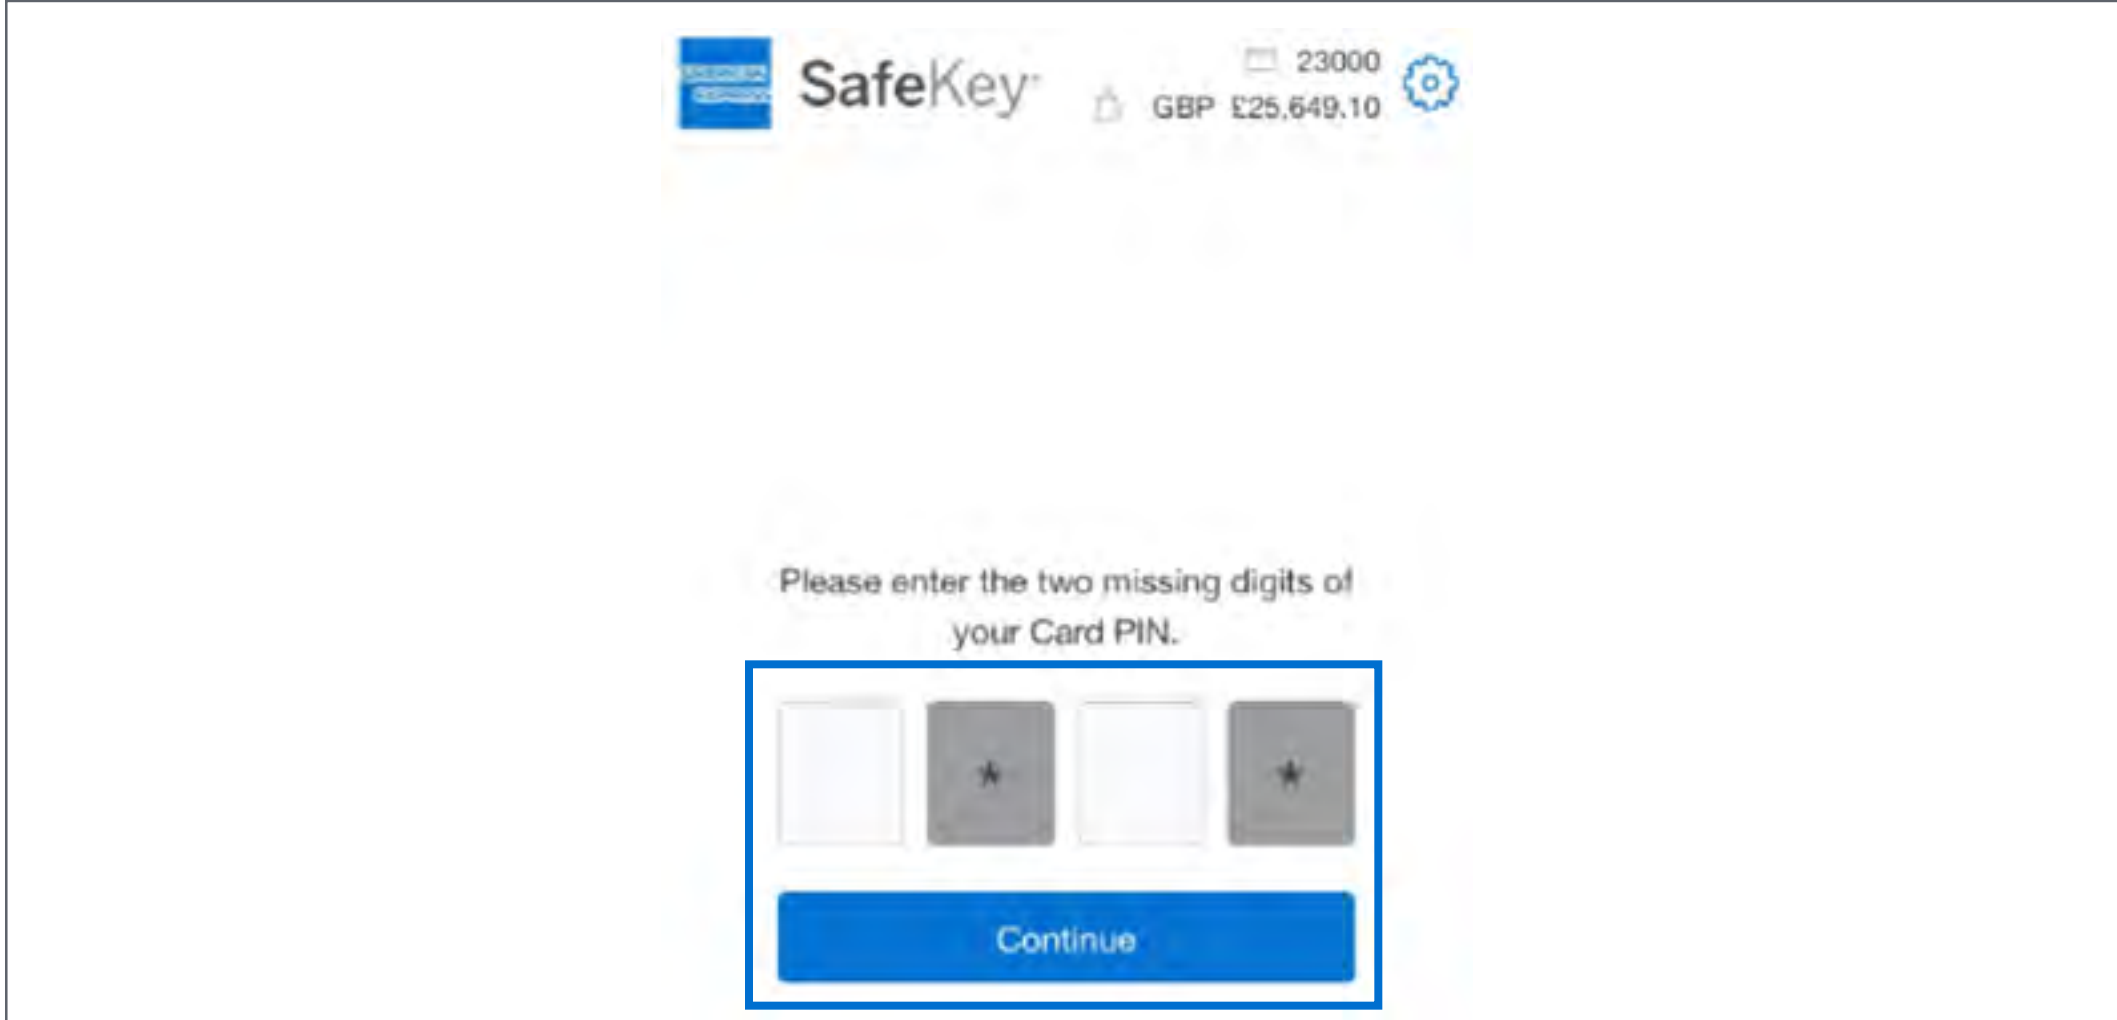 SafeKey
23000
GBP £25,649.10
Please enter the two missing digits of
your Card PIN.
*
*
Continue